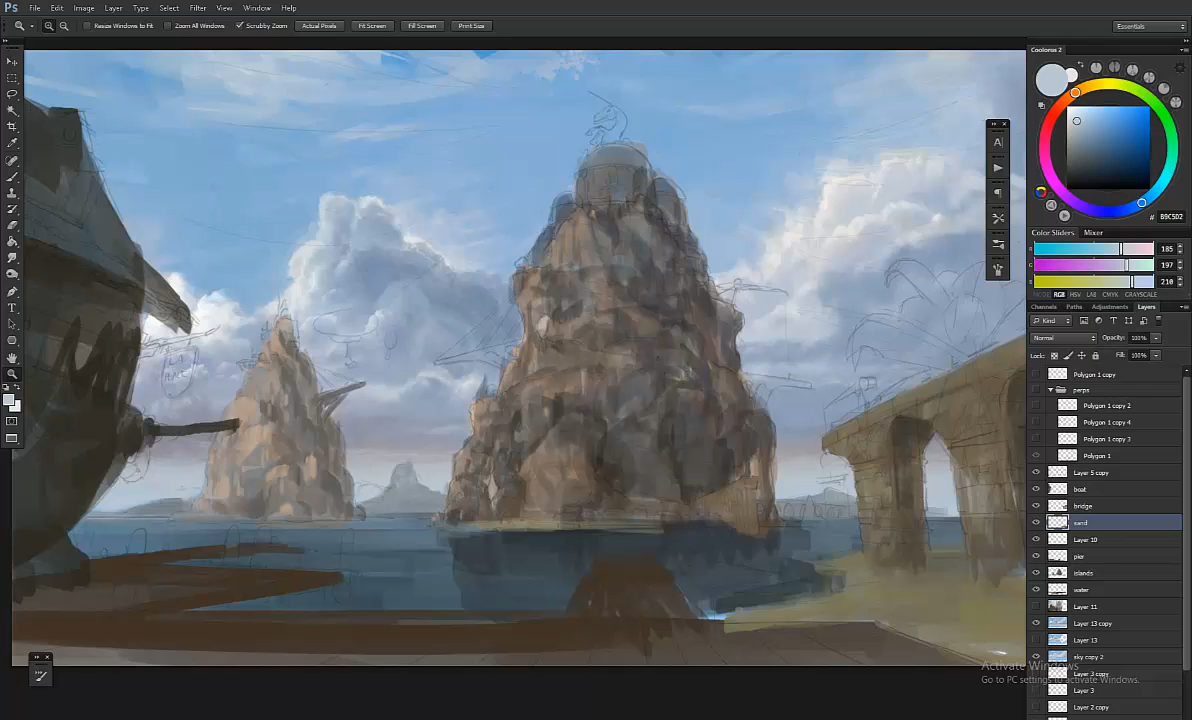 Ps File Edit Image Layer Type Select Filter View Window Help
Resize Windows to Fit Zoom All Windows Scrubby Zoom Actual Pixels Fit Screen Fill Screen Print Size Essentials
Coolorus 2
# B9C5D2
Color Sliders Mixer
185
197
210
RGB HSV LAB CMYK GRAYSCALE
Channels Paths Adjustments Layers
Kind
Normal Opacity: 100%
Lock: Fill: 100%
Polygon 1 copy
perps
Polygon 1 copy 2
Polygon 1 copy 4
Polygon 1 copy 3
Polygon 1
Layer 5 copy
boat
bridge
sand
Layer 10
pier
islands
water
Layer 11
Layer 13 copy
Layer 13
sky copy 2
Layer 3 copy
Layer 3
Layer 2 copy
Activate Windows
Go to PC settings to activate Windows.